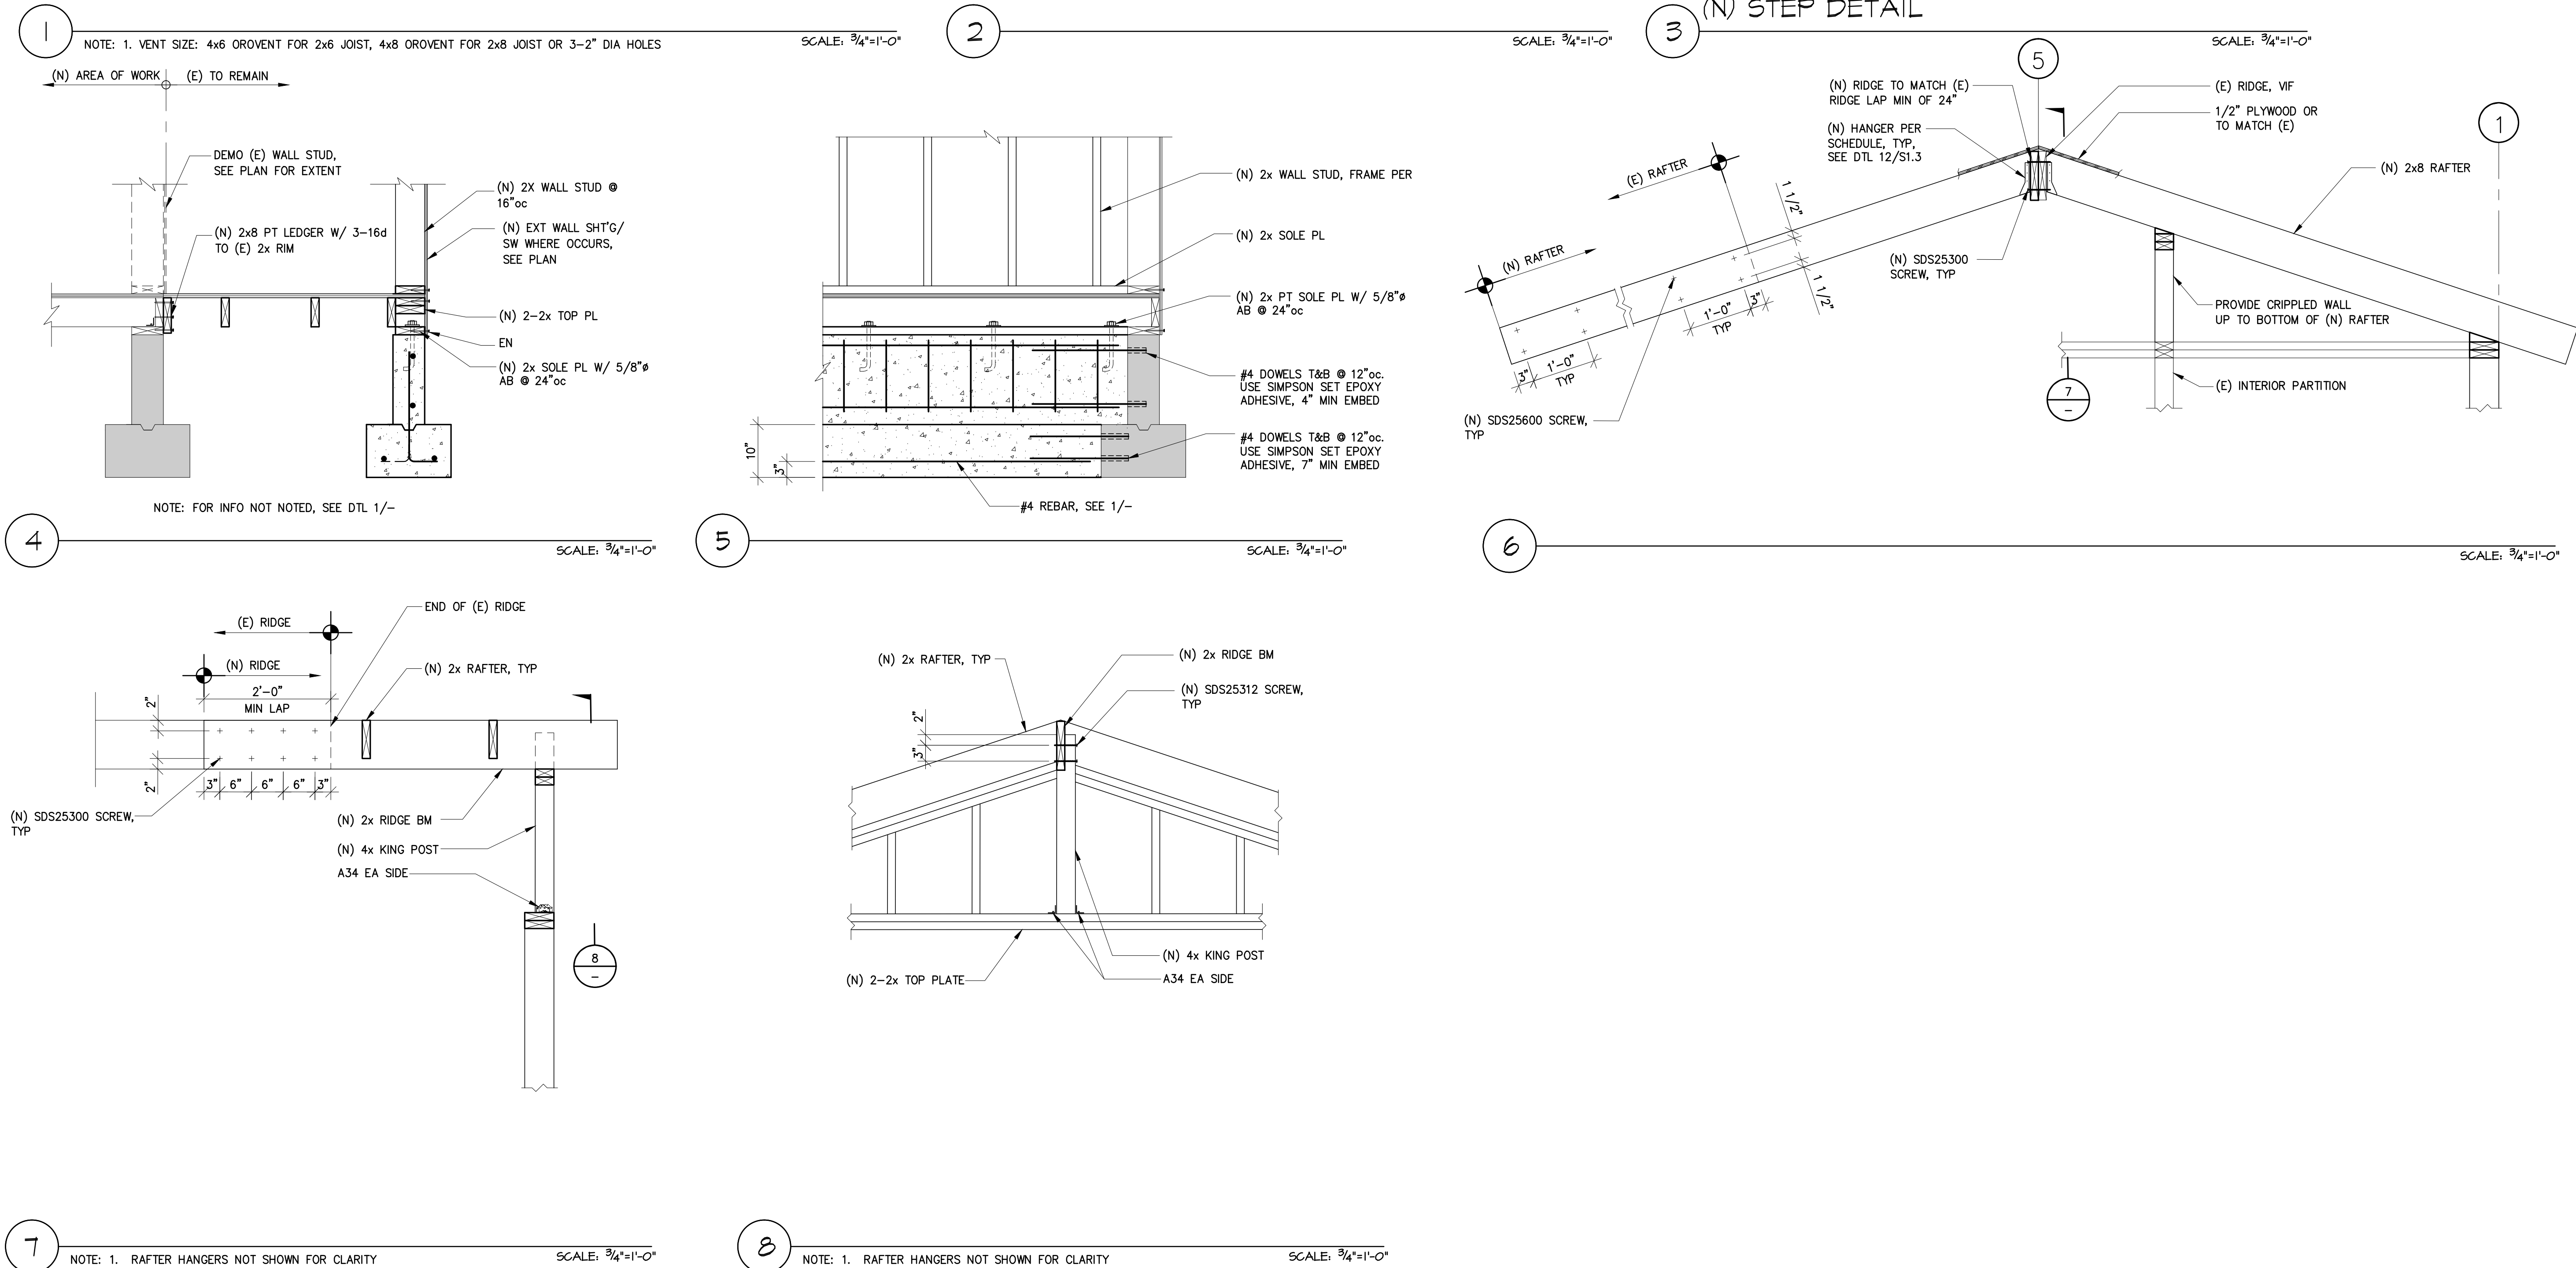 (N) STEP DETAIL
1
NOTE: 1. VENT SIZE: 4x6 OROVENT FOR 2x6 JOIST, 4x8 OROVENT FOR 2x8 JOIST OR 3-2" DIA HOLES
SCALE: 3/4"=1'-0"
2
SCALE: 3/4"=1'-0"
3
SCALE: 3/4"=1'-0"
(N) AREA OF WORK
(E) TO REMAIN
DEMO (E) WALL STUD,
SEE PLAN FOR EXTENT
(N) 2x8 PT LEDGER W/ 3-16d
TO (E) 2x RIM
(N) 2X WALL STUD @
16"oc
(N) EXT WALL SHT'G/
SW WHERE OCCURS,
SEE PLAN
(N) 2-2x TOP PL
EN
(N) 2x SOLE PL W/ 5/8"ø
AB @ 24"oc
NOTE: FOR INFO NOT NOTED, SEE DTL 1/-
4
SCALE: 3/4"=1'-0"
(N) 2x WALL STUD, FRAME PER
(N) 2x SOLE PL
(N) 2x PT SOLE PL W/ 5/8"ø
AB @ 24"oc
#4 DOWELS T&B @ 12"oc.
USE SIMPSON SET EPOXY
ADHESIVE, 4" MIN EMBED
#4 DOWELS T&B @ 12"oc.
USE SIMPSON SET EPOXY
ADHESIVE, 7" MIN EMBED
10"
3"
#4 REBAR, SEE 1/-
5
SCALE: 3/4"=1'-0"
5
1
(N) RIDGE TO MATCH (E)
RIDGE LAP MIN OF 24"
(N) HANGER PER
SCHEDULE, TYP,
SEE DTL 12/S1.3
(E) RIDGE, VIF
1/2" PLYWOOD OR
TO MATCH (E)
(N) 2x8 RAFTER
(E) RAFTER
(N) RAFTER
1 1/2"
1 1/2"
(N) SDS25300
SCREW, TYP
1'-0"
TYP
3"
3"
1'-0"
TYP
PROVIDE CRIPPLED WALL
UP TO BOTTOM OF (N) RAFTER
(E) INTERIOR PARTITION
7
-
(N) SDS25600 SCREW,
TYP
6
SCALE: 3/4"=1'-0"
END OF (E) RIDGE
(E) RIDGE
(N) RIDGE
(N) 2x RAFTER, TYP
2'-0"
MIN LAP
2"
2"
3"
6"
6"
6"
3"
(N) SDS25300 SCREW,
TYP
(N) 2x RIDGE BM
(N) 4x KING POST
A34 EA SIDE
8
-
(N) 2x RAFTER, TYP
(N) 2x RIDGE BM
(N) SDS25312 SCREW,
TYP
2"
3"
(N) 4x KING POST
(N) 2-2x TOP PLATE
A34 EA SIDE
7
NOTE: 1. RAFTER HANGERS NOT SHOWN FOR CLARITY
SCALE: 3/4"=1'-0"
8
NOTE: 1. RAFTER HANGERS NOT SHOWN FOR CLARITY
SCALE: 3/4"=1'-0"